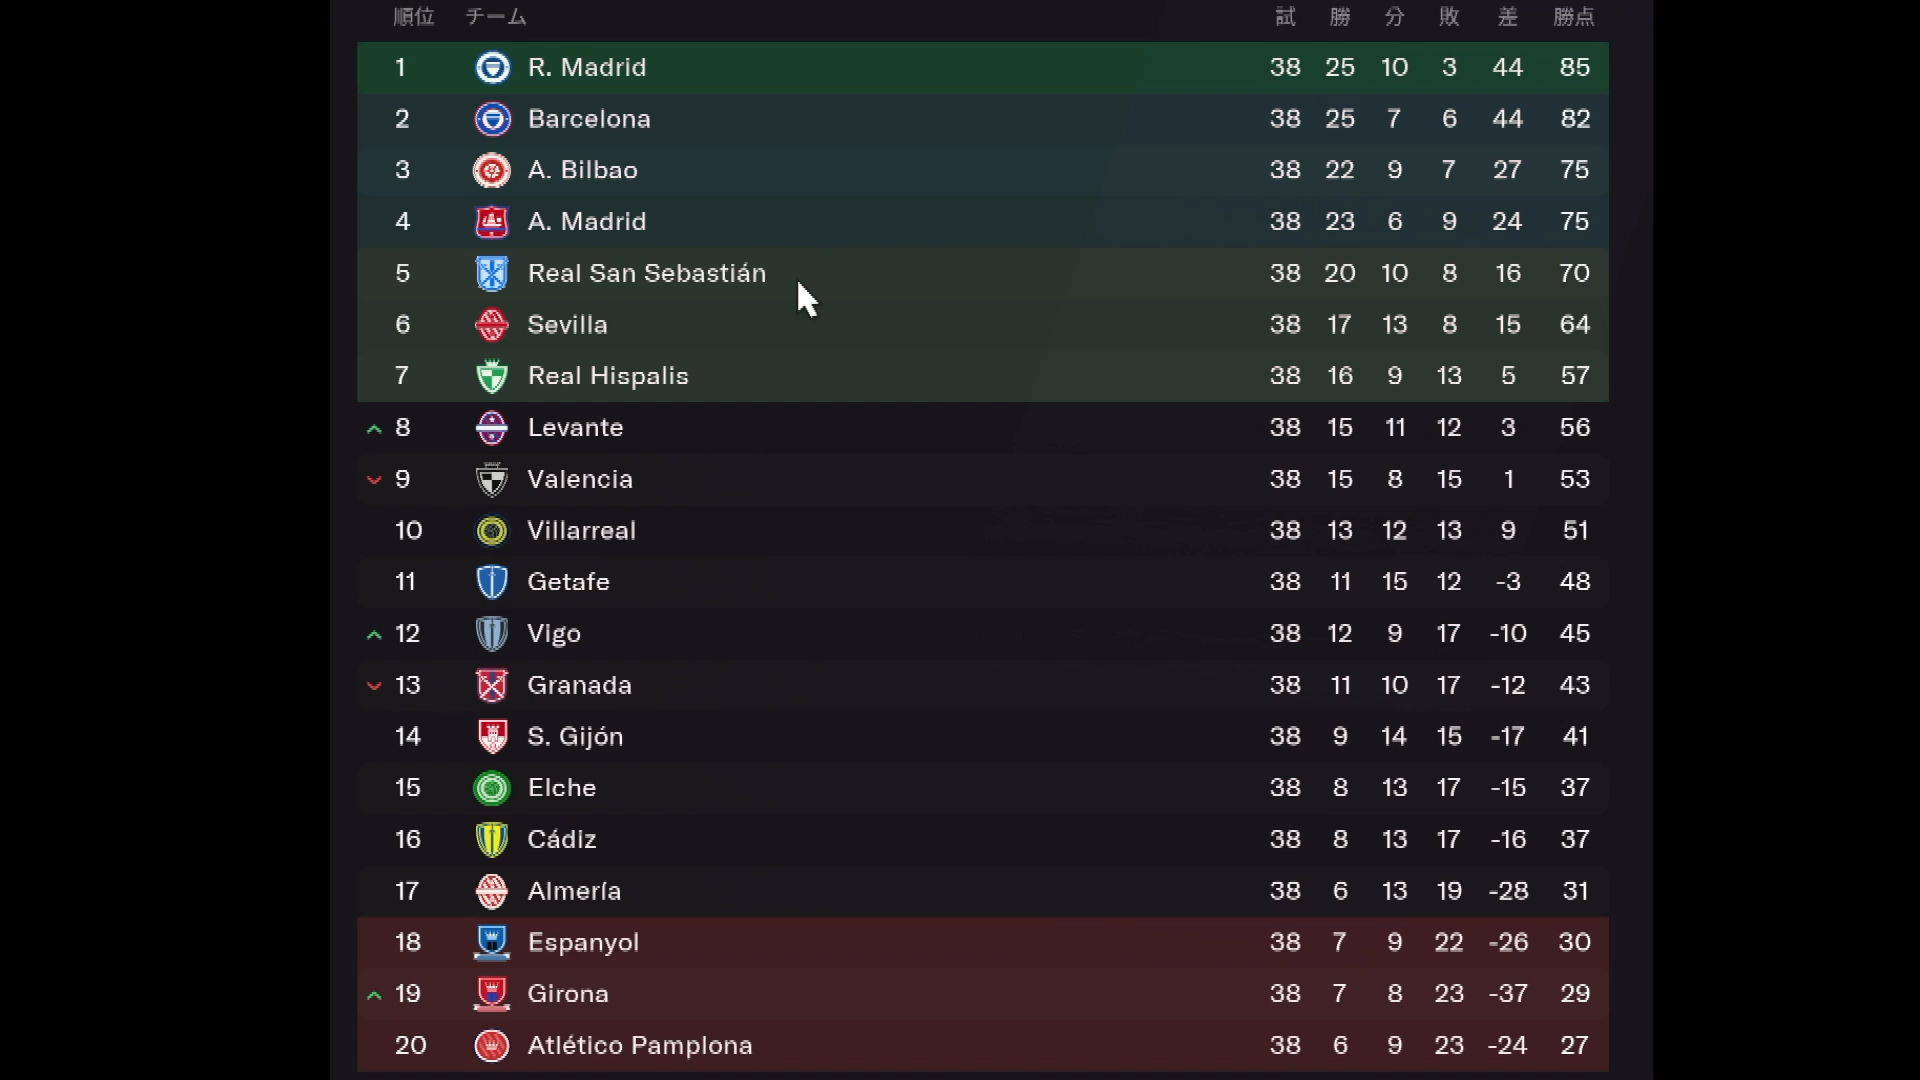 順位 チーム 試 勝 分 敗 差 勝点
1 R. Madrid 38 25 10 3 44 85
2 Barcelona 38 25 7 6 44 82
3 A. Bilbao 38 22 9 7 27 75
4 A. Madrid 38 23 6 9 24 75
5 Real San Sebastián 38 20 10 8 16 70
6 Sevilla 38 17 13 8 15 64
7 Real Hispalis 38 16 9 13 5 57
8 Levante 38 15 11 12 3 56
9 Valencia 38 15 8 15 1 53
10 Villarreal 38 13 12 13 9 51
11 Getafe 38 11 15 12 -3 48
12 Vigo 38 12 9 17 -10 45
13 Granada 38 11 10 17 -12 43
14 S. Gijón 38 9 14 15 -17 41
15 Elche 38 8 13 17 -15 37
16 Cádiz 38 8 13 17 -16 37
17 Almería 38 6 13 19 -28 31
18 Espanyol 38 7 9 22 -26 30
19 Girona 38 7 8 23 -37 29
20 Atlético Pamplona 38 6 9 23 -24 27